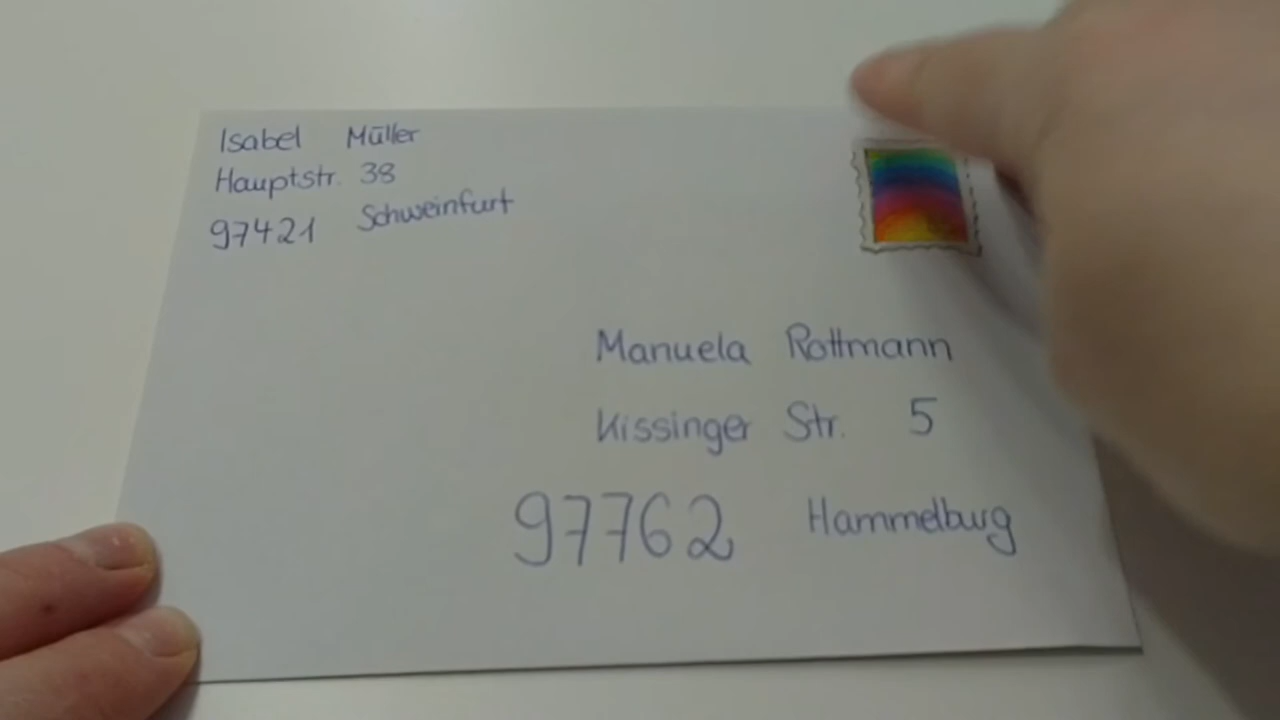 Isabel Müller
Hauptstr. 38
97421 Schweinfurt
Manuela Rottmann
Kissinger Str. 5
97762 Hammelburg